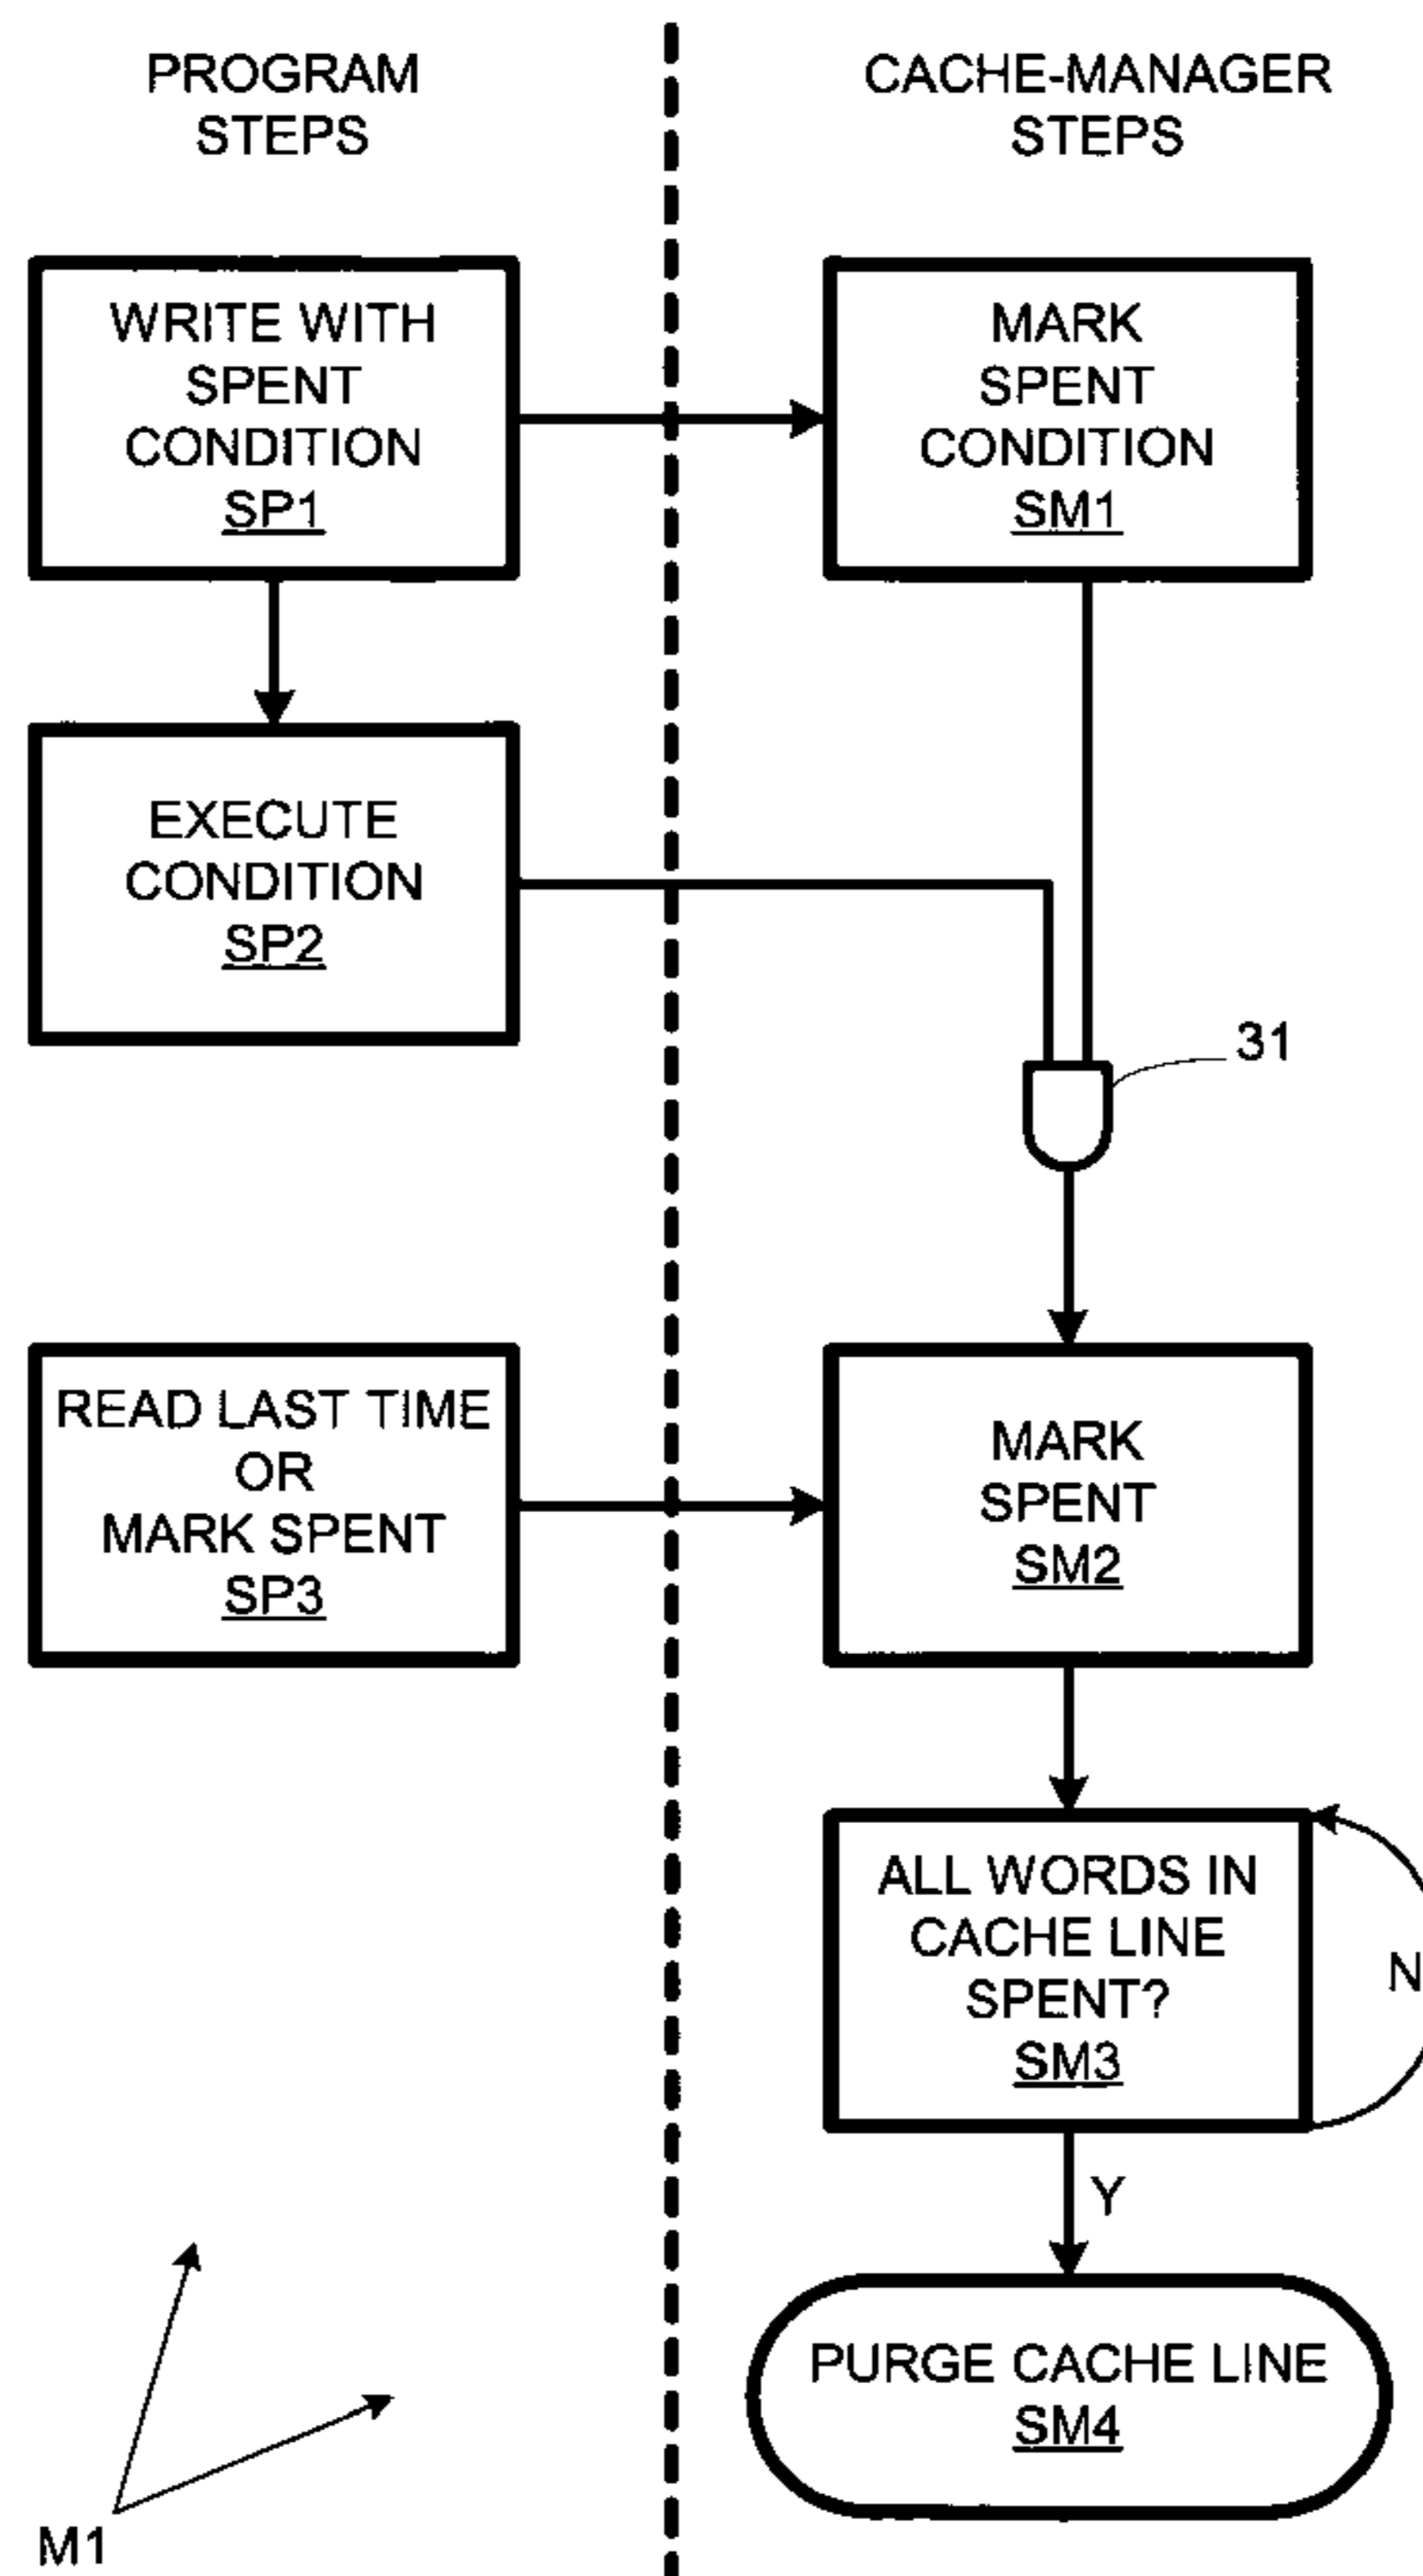 PROGRAM
STEPS
CACHE-MANAGER
STEPS
WRITE WITH
SPENT
CONDITION
SP1
MARK
SPENT
CONDITION
SM1
EXECUTE
CONDITION
SP2
31
READ LAST TIME
OR
MARK SPENT
SP3
MARK
SPENT
SM2
ALL WORDS IN
CACHE LINE
SPENT?
SM3
N
Y
PURGE CACHE LINE
SM4
M1